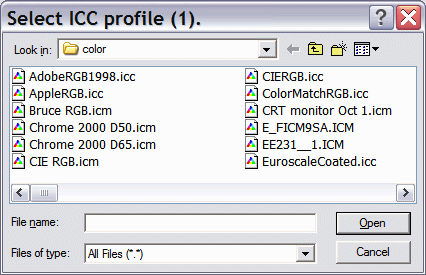 Select ICC profile (1).
Look in: color
AdobeRGB1998.icc
AppleRGB.icc
Bruce RGB.icm
Chrome 2000 D50.icm
Chrome 2000 D65.icm
CIE RGB.icm
CIERGB.icc
ColorMatchRGB.icc
CRT monitor Oct 1.icm
E_FICM9SA.ICM
EE231__1.ICM
EuroscaleCoated.icc
File name:
Open
Files of type: All Files (*.*)
Cancel